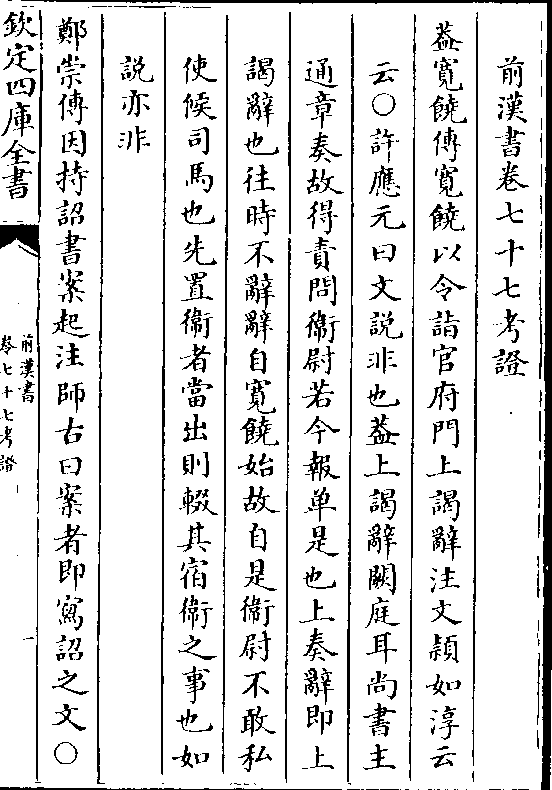 前漢書卷七十七考證
蓋寛饒傳寛饒以令詣官府門上謁辭注文頴如淳云
云○許應元曰文説非也葢上謁辭闕庭耳尚書主
通章奏故得責問衞尉若今報单是也上奏辭即上
謁辭也往時不辭辭自寛饒始故自是衞尉不敢私
使候司馬也先置衞者當出則輟其宿衞之事也如
説亦非
鄭崇傳因持詔書案起注師古曰案者即寫詔之文○
欽定四庫全書
前漢書
卷七十七考證
一